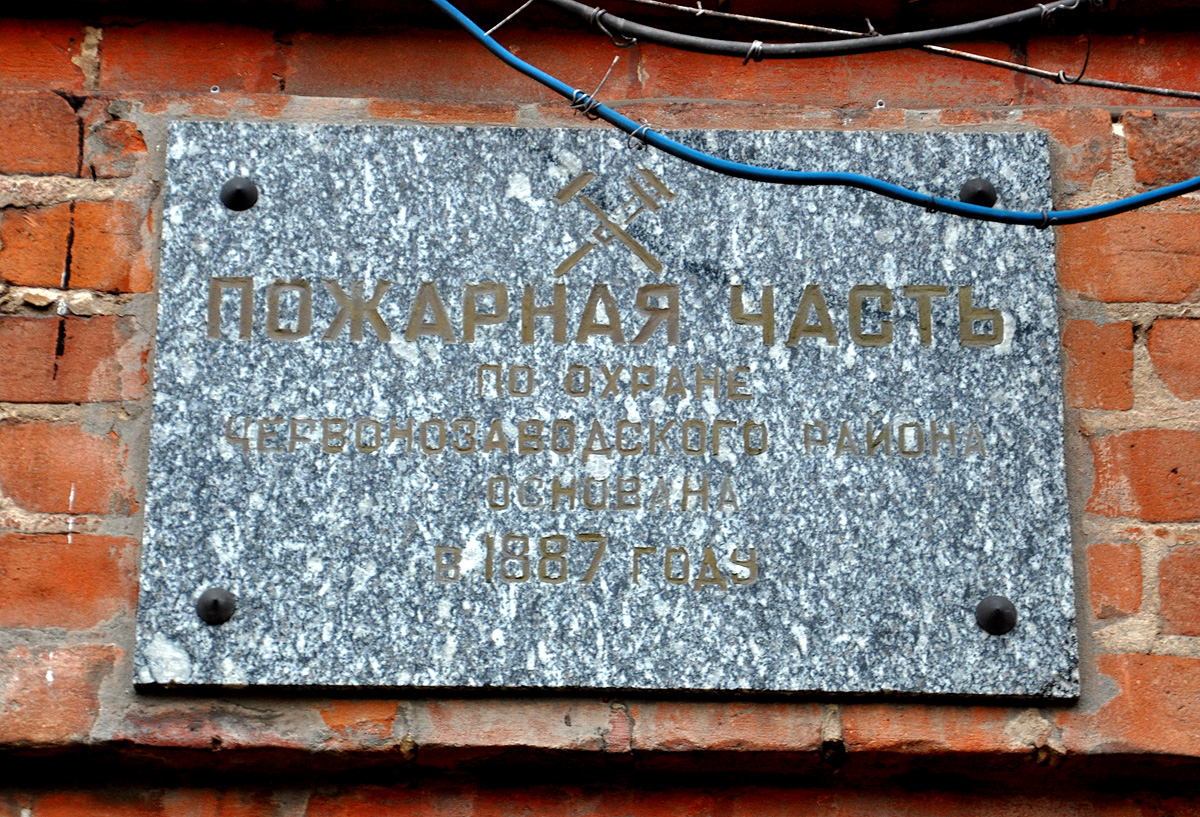 ПОЖАРНАЯ ЧАСТЬ
ПО ОХРАНЕ
ЧЕРВОНОЗАВОДСКОГО РАЙОНА
ОСНОВАНА
В 1887 ГОДУ